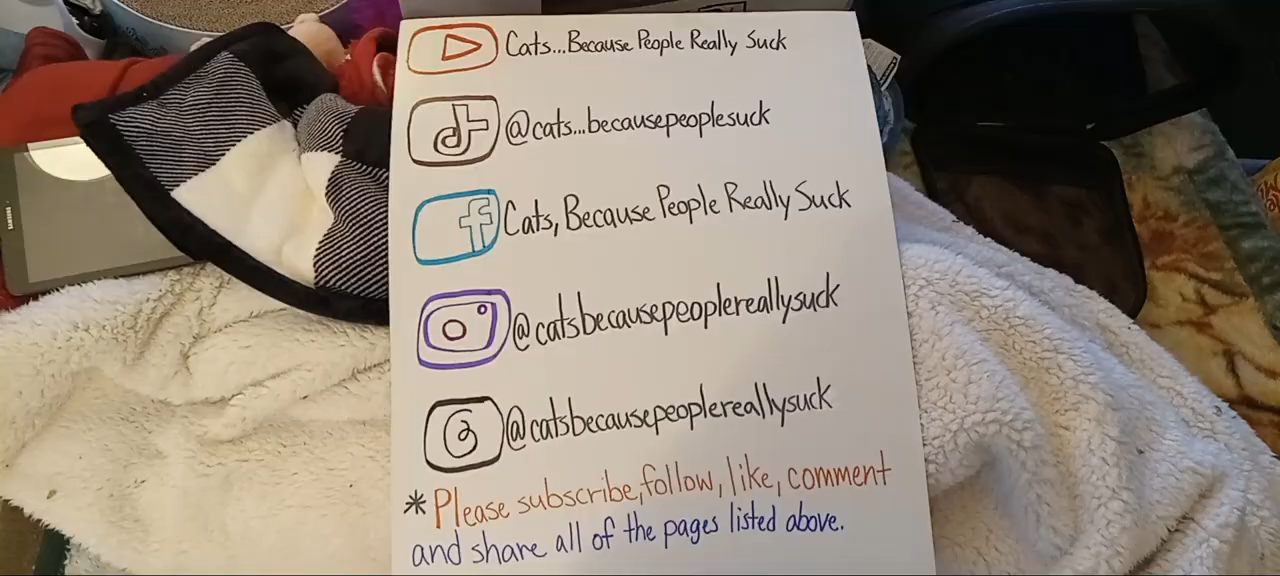 Cats...Because People Really Suck
@cats...becausepeoplesuck
Cats, Because People Really Suck
@catsbecausepeoplereallysuck
@catsbecausepeoplereallysuck
*Please subscribe, follow, like, comment
and share all of the pages listed above.
SAMSUNG